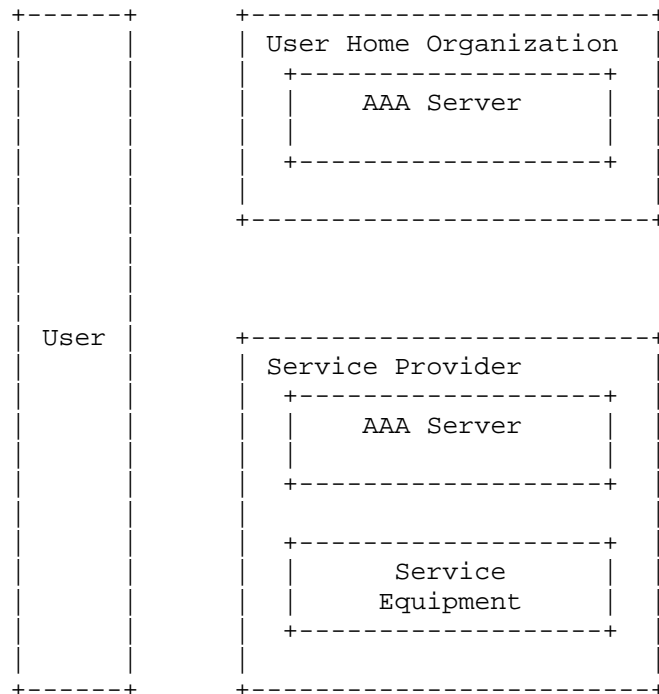 User Home Organization
AAA Server
User
Service Provider
AAA Server
Service
Equipment